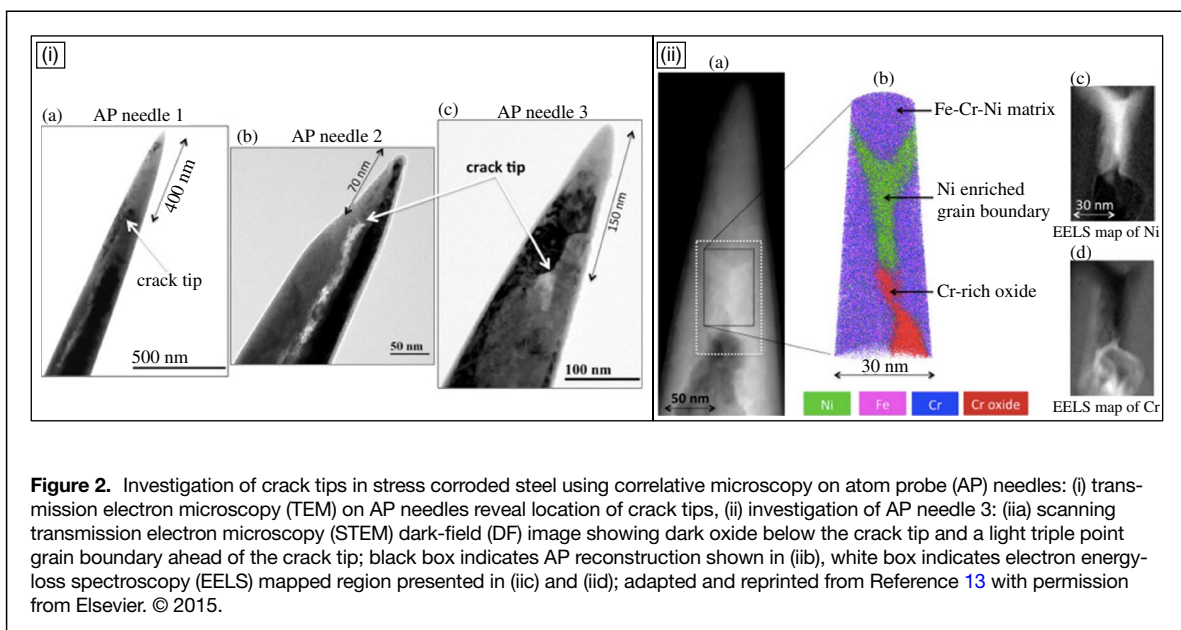 (i)
(a)
AP needle 1
400 nm
crack tip
500 nm
(b)
AP needle 2
70 nm
crack tip
50 nm
(c)
AP needle 3
150 nm
100 nm
(ii)
(a)
50 nm
(b)
Fe-Cr-Ni matrix
Ni enriched
grain boundary
Cr-rich oxide
30 nm
Ni
Fe
Cr
Cr oxide
(c)
30 nm
EELS map of Ni
(d)
EELS map of Cr
Figure 2. Investigation of crack tips in stress corroded steel using correlative microscopy on atom probe (AP) needles: (i) trans-
mission electron microscopy (TEM) on AP needles reveal location of crack tips, (ii) investigation of AP needle 3: (iia) scanning
transmission electron microscopy (STEM) dark-field (DF) image showing dark oxide below the crack tip and a light triple point
grain boundary ahead of the crack tip; black box indicates AP reconstruction shown in (iib), white box indicates electron energy-
loss spectroscopy (EELS) mapped region presented in (iic) and (iid); adapted and reprinted from Reference 13 with permission
from Elsevier. © 2015.